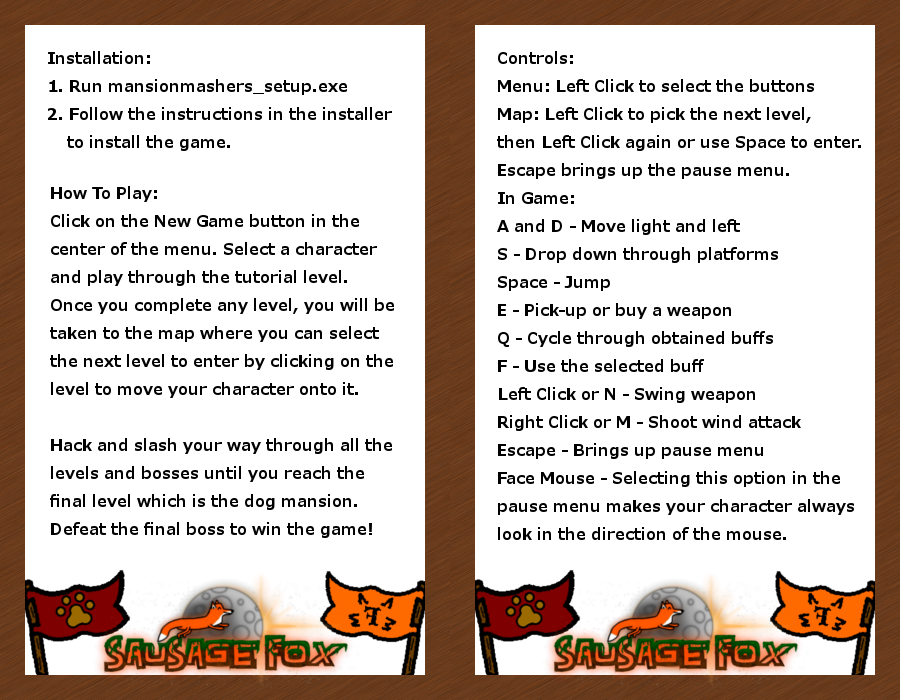 Installation:
1. Run mansionmashers_setup.exe
2. Follow the instructions in the installer
to install the game.
How To Play:
Click on the New Game button in the
center of the menu. Select a character
and play through the tutorial level.
Once you complete any level, you will be
taken to the map where you can select
the next level to enter by clicking on the
level to move your character onto it.
Hack and slash your way through all the
levels and bosses until you reach the
final level which is the dog mansion.
Defeat the final boss to win the game!
SAUSAGE FOX
Controls:
Menu: Left Click to select the buttons
Map: Left Click to pick the next level,
then Left Click again or use Space to enter.
Escape brings up the pause menu.
In Game:
A and D - Move light and left
S - Drop down through platforms
Space - Jump
E - Pick-up or buy a weapon
Q - Cycle through obtained buffs
F - Use the selected buff
Left Click or N - Swing weapon
Right Click or M - Shoot wind attack
Escape - Brings up pause menu
Face Mouse - Selecting this option in the
pause menu makes your character always
look in the direction of the mouse.
SAUSAGE FOX